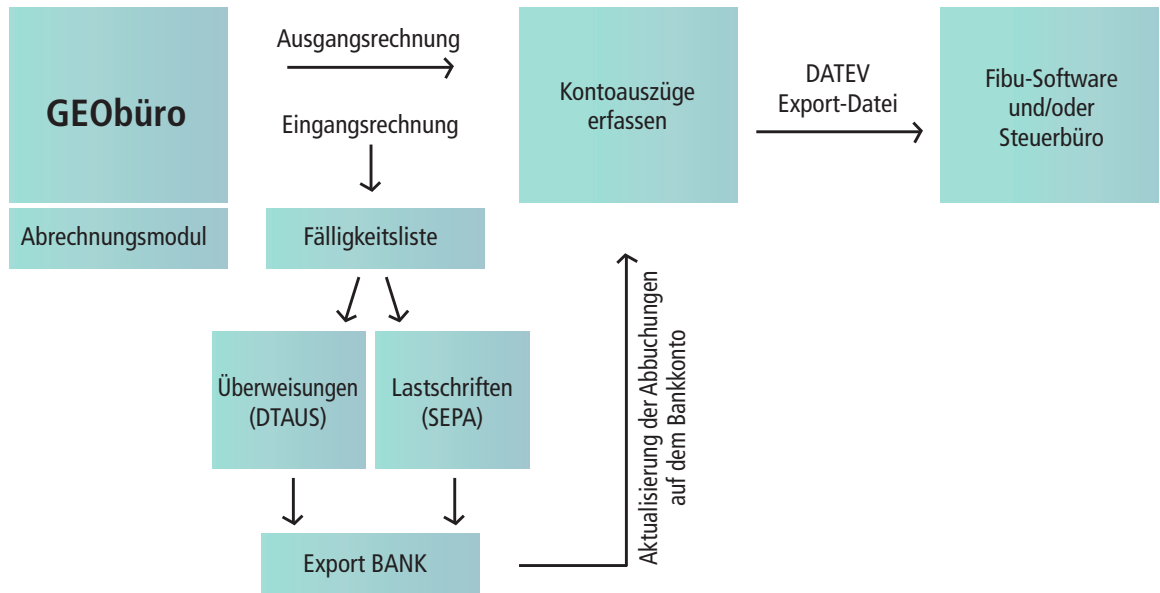 GEObüro
Abrechnungsmodul
Ausgangsrechnung
Eingangsrechnung
Fälligkeitsliste
Überweisungen
(DTAUS)
Lastschriften
(SEPA)
Export BANK
Aktualisierung der Abbuchungen
auf dem Bankkonto
Kontoauszüge
erfassen
DATEV
Export-Datei
Fibu-Software
und/oder
Steuerbüro